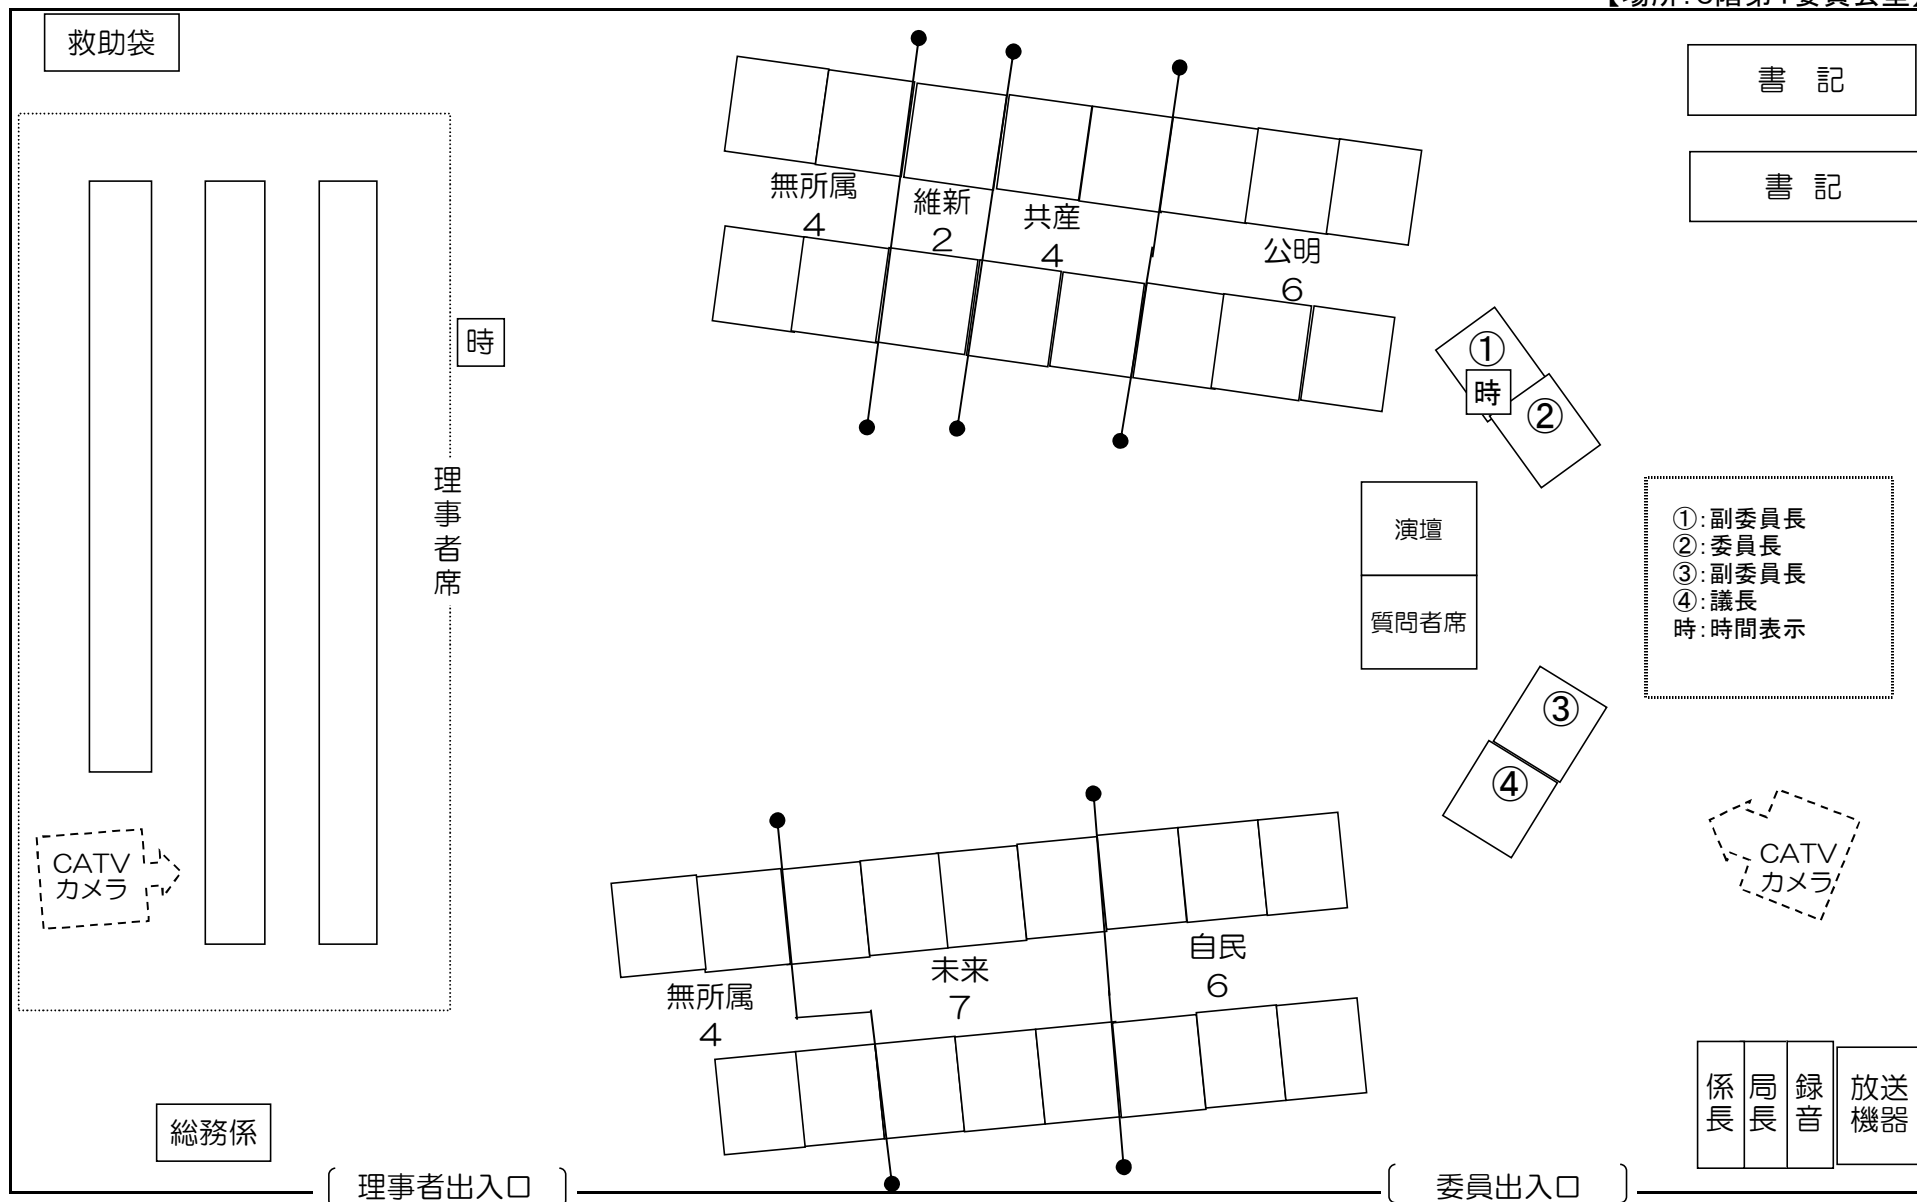 救助袋
書　記
書　記
無所属
4
維新
2
共産
4
公明
6
時
①
時
②
理事者席
演壇
質問者席
①：副委員長
②：委員長
③：副委員長
④：議長
時：時間表示
③
④
CATV
カメラ
CATV
カメラ
自民
6
未来
7
無所属
4
係長
局長
録音
放送
機器
総務係
理事者出入口
委員出入口